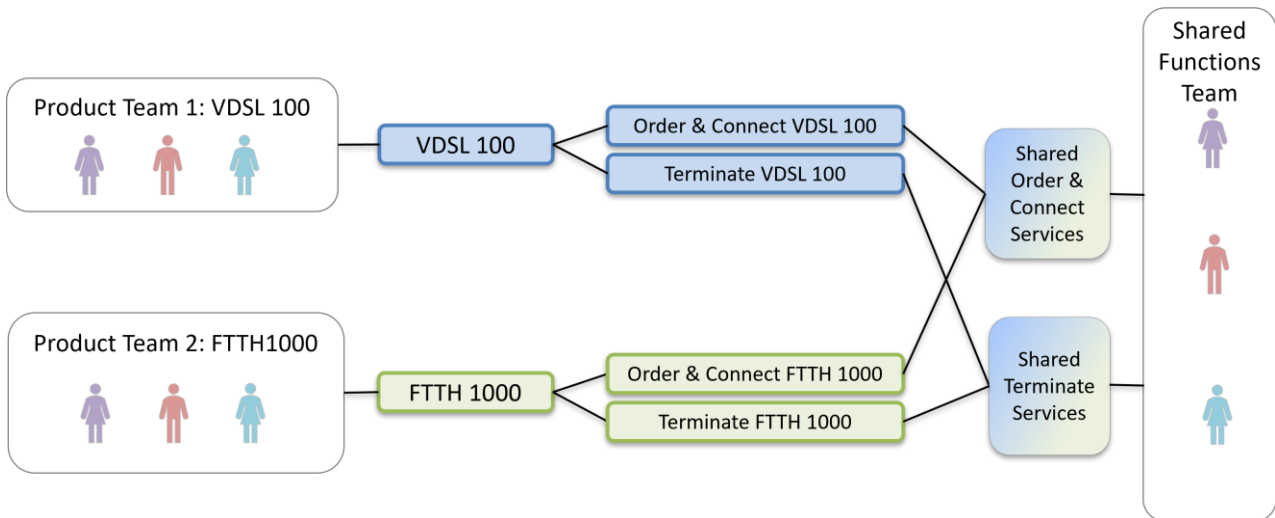 Product Team 1: VDSL 100
VDSL 100
Order & Connect VDSL 100
Terminate VDSL 100
Shared
Order &
Connect
Services
Shared
Functions
Team
Product Team 2: FTTH1000
FTTH 1000
Order & Connect FTTH 1000
Terminate FTTH 1000
Shared
Terminate
Services